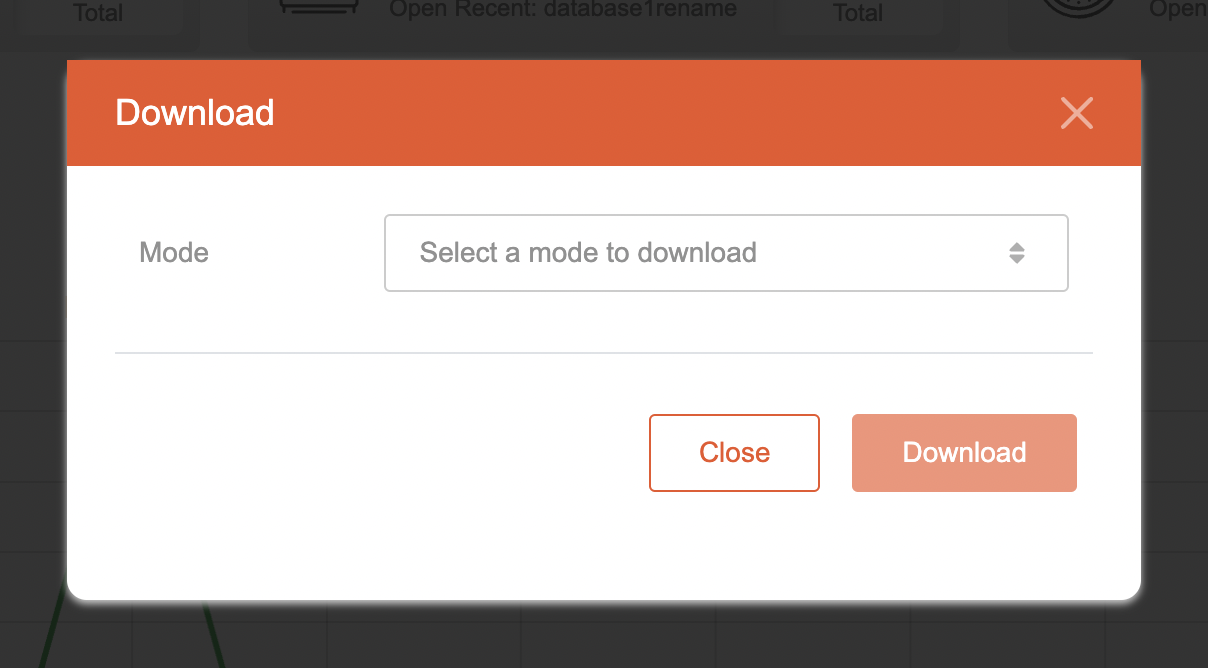 Total
Open Recent: database1rename
Total
Open
Download
Mode
Select a mode to download
Close
Download